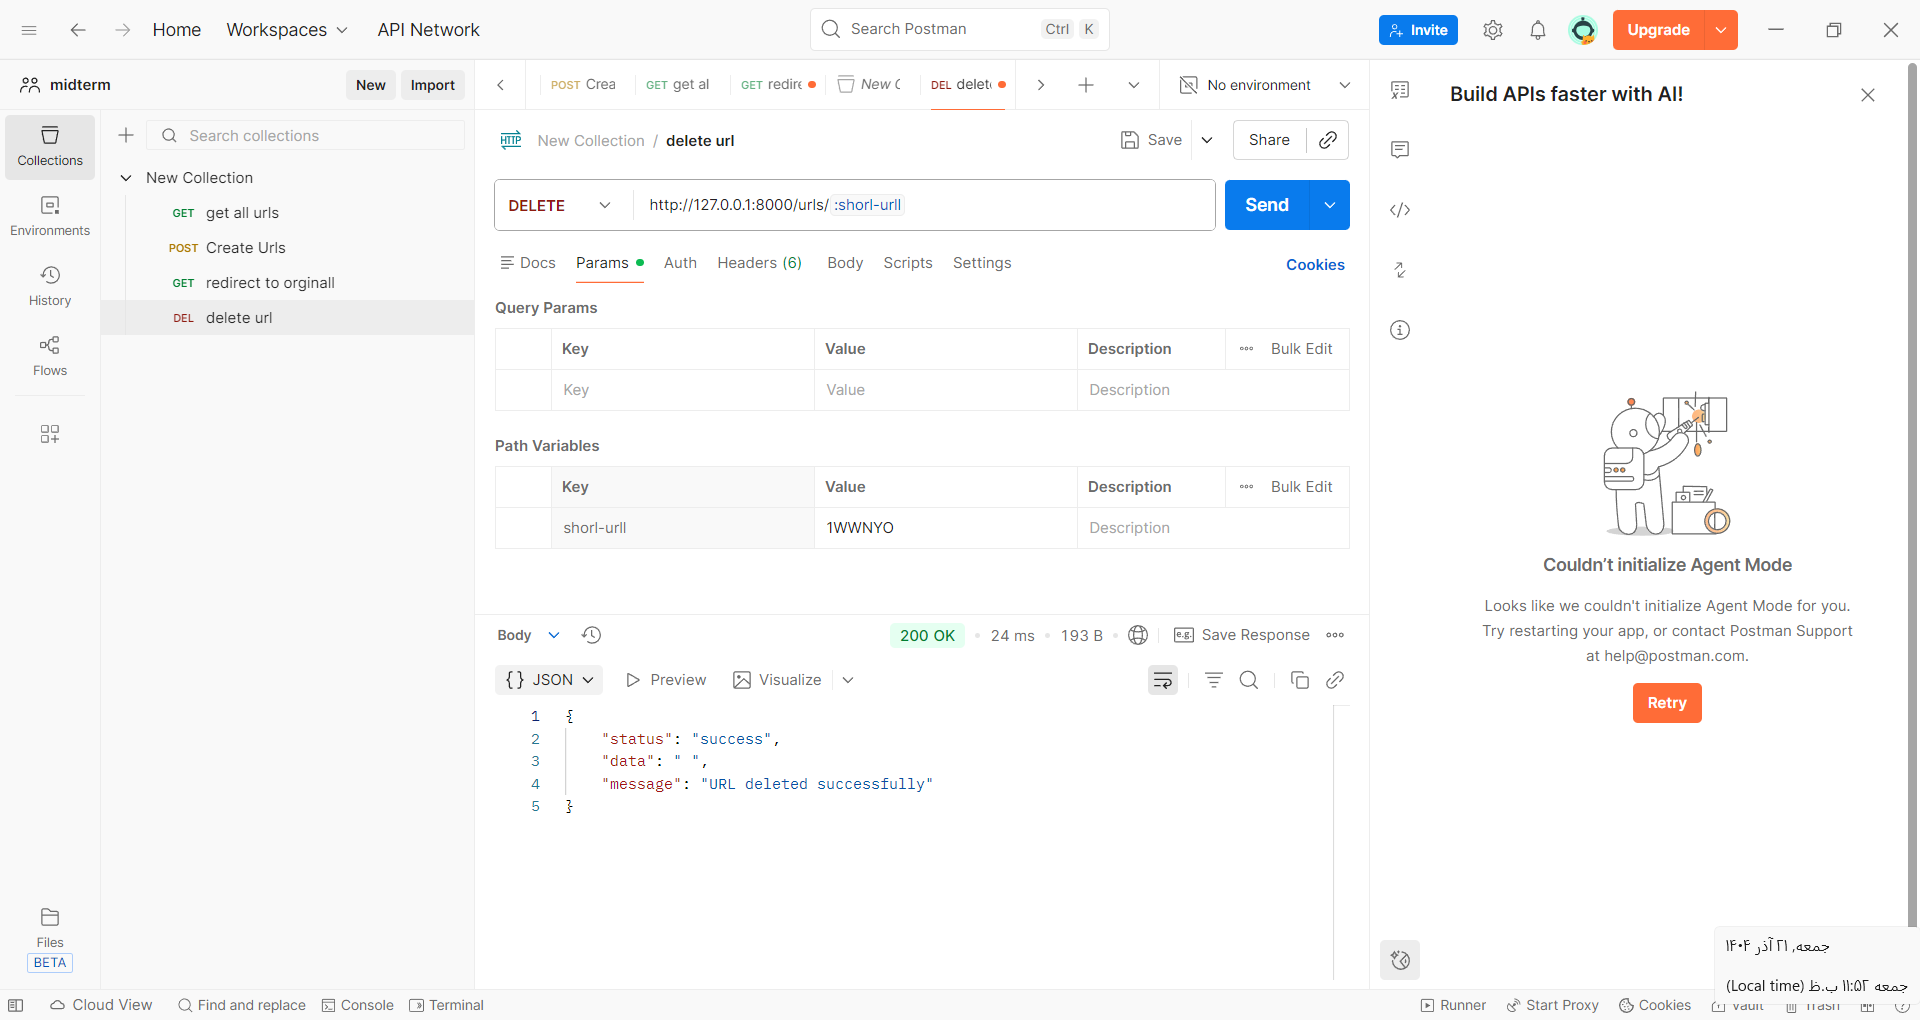 Home
Workspaces
API Network
Search Postman
Ctrl
K
Invite
Upgrade
midterm
New
Import
POST Crea
GET get al
GET redire
New C
DEL delet
No environment
Build APIs faster with AI!
Collections
Environments
History
Flows
Files
BETA
Search collections
New Collection
GET get all urls
POST Create Urls
GET redirect to orginall
DEL delete url
HTTP
New Collection / delete url
Save
Share
DELETE
http://127.0.0.1:8000/urls/:shorl-urll
Send
Docs
Params
Auth
Headers (6)
Body
Scripts
Settings
Cookies
Query Params
Key
Value
Description
Bulk Edit
Key
Value
Description
Path Variables
Key
Value
Description
Bulk Edit
shorl-urll
1WWNYO
Description
Body
200 OK
24 ms
193 B
e.g.
Save Response
{} JSON
Preview
Visualize
1 {
2 "status": "success",
3 "data": " ",
4 "message": "URL deleted successfully"
5 }
Couldn't initialize Agent Mode
Looks like we couldn't initialize Agent Mode for you.
Try restarting your app, or contact Postman Support
at help@postman.com.
Retry
جمعه, ۲۱ آذر ۱۴۰۴
جمعه ۱۱:۵۲ ب.ظ (Local time)
Cloud View
Find and replace
Console
Terminal
Runner
Start Proxy
Cookies
Vault
Trash